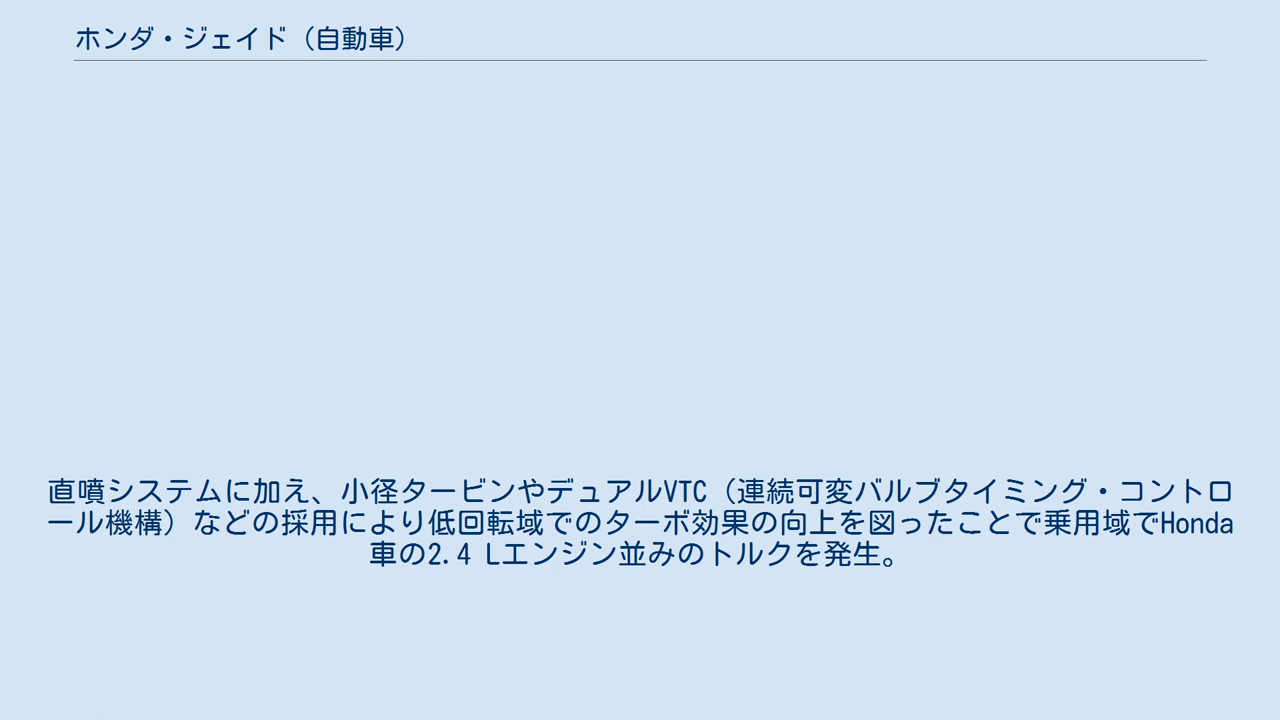 ホンダ・ジェイド（自動車）
直噴システムに加え、小径タービンやデュアルVTC（連続可変バルブタイミング・コントロ
ール機構）などの採用により低回転域でのターボ効果の向上を図ったことで乗用域でHonda
車の2.4 Lエンジン並みのトルクを発生。